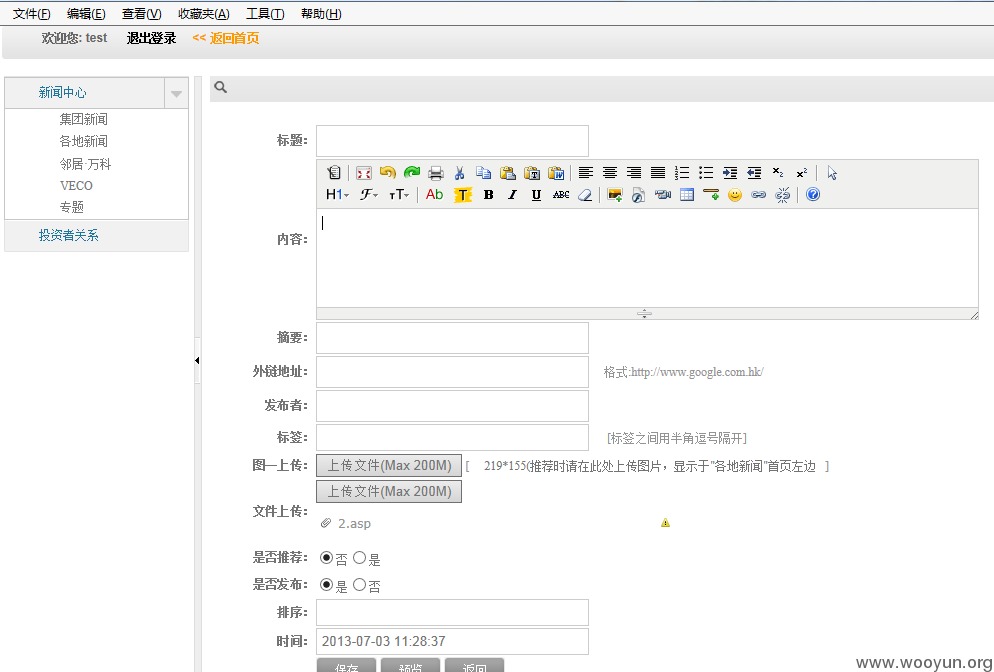 文件(F) 编辑(E) 查看(V) 收藏夹(A) 工具(T) 帮助(H)
欢迎您: test 退出登录 << 返回首页
新闻中心
集团新闻
各地新闻
邻居·万科
VECO
专题
投资者关系
标题:
H1 F TT Ab T B I U ABC
内容:
摘要:
外链地址: 格式:http://www.google.com.hk/
发布者:
标签: [标签之间用半角逗号隔开]
图一上传: 上传文件(Max 200M) [ 219*155(推荐时请在此处上传图片，显示于"各地新闻"首页左边 ]
上传文件(Max 200M)
文件上传:
2.asp
是否推荐: 否 是
是否发布: 是 否
排序:
时间: 2013-07-03 11:28:37
保存 预览 返回
www.wooyun.org